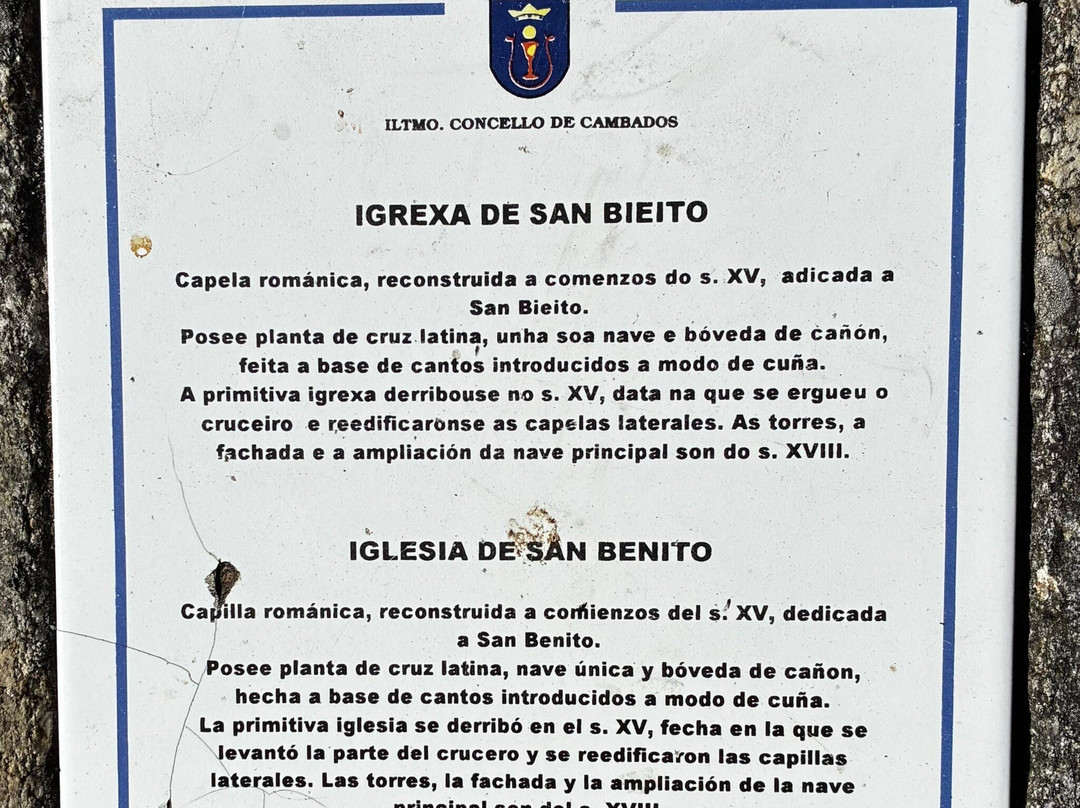 ILTMO. CONCELLO DE CAMBADOS
IGREXA DE SAN BIEITO
Capela románica, reconstruida a comenzos do s. XV, adicada a
San Bieito.
Posee planta de cruz latina, unha soa nave e bóveda de cañón,
feita a base de cantos introducidos a modo de cuña.
A primitiva igrexa derribouse no s. XV, data na que se ergueu o
cruceiro e reedificaronse as capelas laterales. As torres, a
fachada e a ampliación da nave principal son do s. XVIII.
IGLESIA DE SAN BENITO
Capilla románica, reconstruida a comienzos del s. XV, dedicada
a San Benito.
Posee planta de cruz latina, nave única y bóveda de cañon,
hecha a base de cantos introducidos a modo de cuña.
La primitiva iglesia se derribó en el s. XV, fecha en la que se
levantó la parte del crucero y se reedificaron las capillas
laterales. Las torres, la fachada y la ampliación de la nave
principal son del s. XVIII.